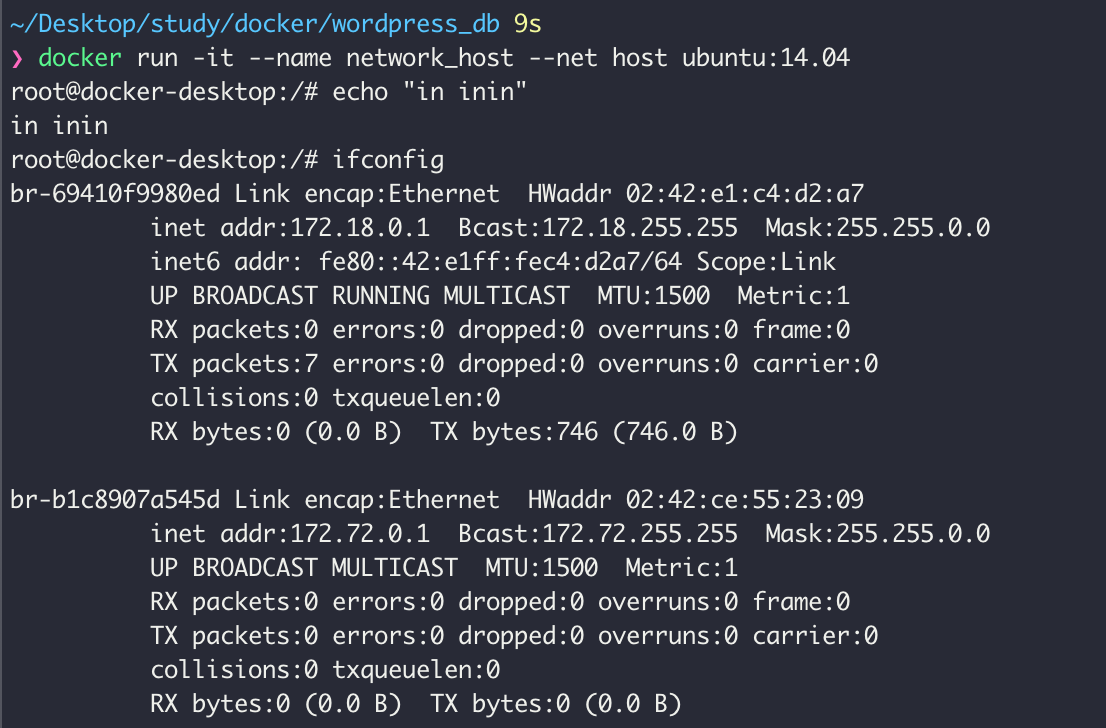 ~/Desktop/study/docker/wordpress_db 9s
❯ docker run -it --name network_host --net host ubuntu:14.04
root@docker-desktop:/# echo "in inin"
in inin
root@docker-desktop:/# ifconfig
br-69410f9980ed Link encap:Ethernet  HWaddr 02:42:e1:c4:d2:a7
          inet addr:172.18.0.1  Bcast:172.18.255.255  Mask:255.255.0.0
          inet6 addr: fe80::42:e1ff:fec4:d2a7/64 Scope:Link
          UP BROADCAST RUNNING MULTICAST  MTU:1500  Metric:1
          RX packets:0 errors:0 dropped:0 overruns:0 frame:0
          TX packets:7 errors:0 dropped:0 overruns:0 carrier:0
          collisions:0 txqueuelen:0
          RX bytes:0 (0.0 B)  TX bytes:746 (746.0 B)

br-b1c8907a545d Link encap:Ethernet  HWaddr 02:42:ce:55:23:09
          inet addr:172.72.0.1  Bcast:172.72.255.255  Mask:255.255.0.0
          UP BROADCAST MULTICAST  MTU:1500  Metric:1
          RX packets:0 errors:0 dropped:0 overruns:0 frame:0
          TX packets:0 errors:0 dropped:0 overruns:0 carrier:0
          collisions:0 txqueuelen:0
          RX bytes:0 (0.0 B)  TX bytes:0 (0.0 B)